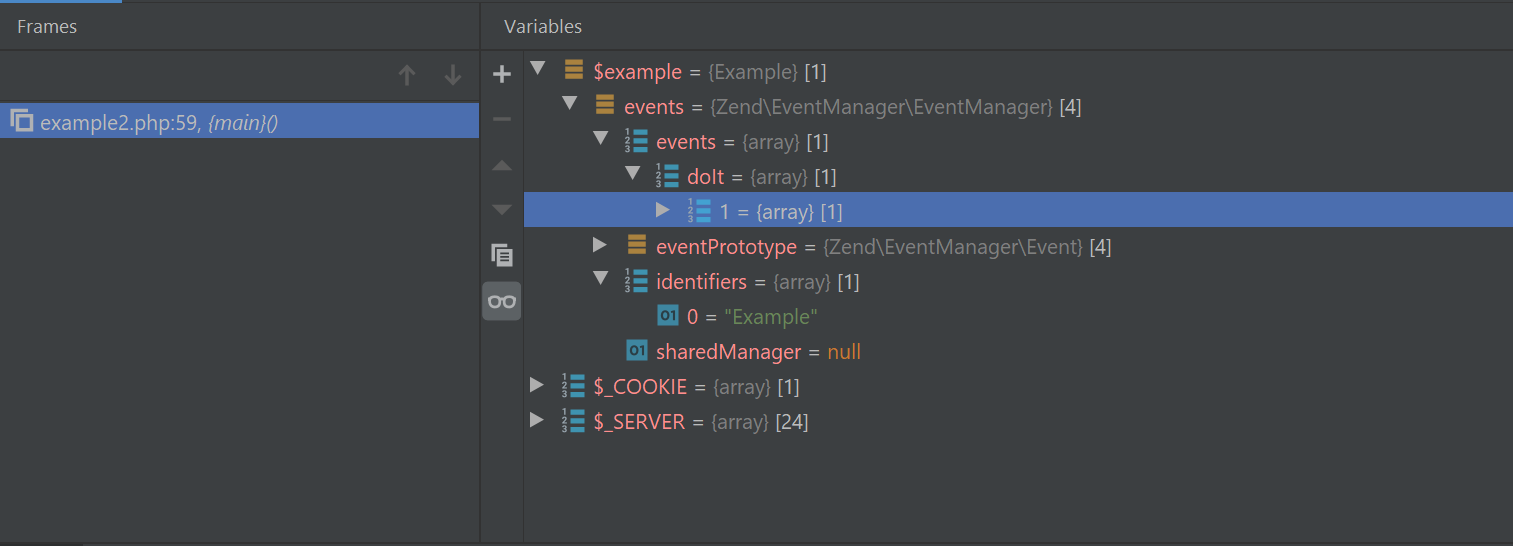 Frames
Variables
example2.php:59, {main}()
$example = {Example} [1]
events = {Zend\EventManager\EventManager} [4]
events = {array} [1]
doIt = {array} [1]
1 = {array} [1]
eventPrototype = {Zend\EventManager\Event} [4]
identifiers = {array} [1]
0 = "Example"
sharedManager = null
$_COOKIE = {array} [1]
$_SERVER = {array} [24]